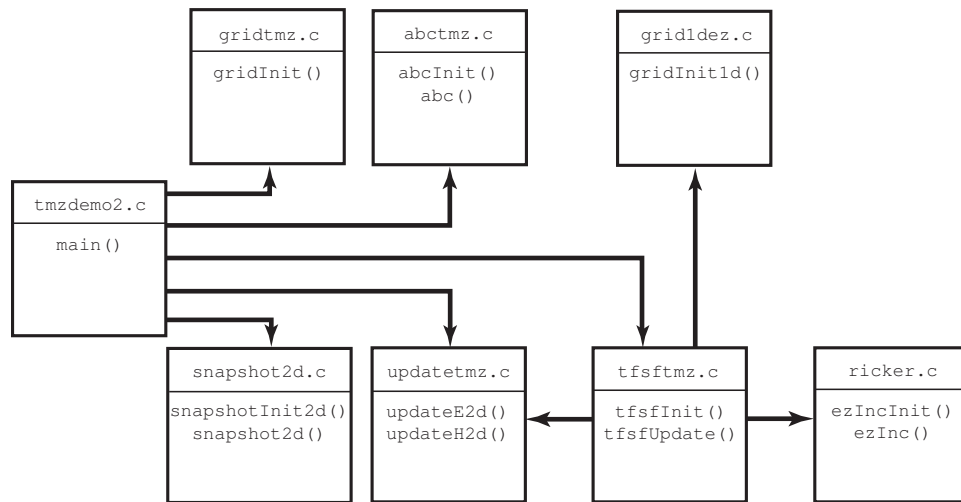 gridtmz.c
gridInit()
abctmz.c
abcInit()
abc()
grid1dez.c
gridInit1d()
tmzdemo2.c
main()
snapshot2d.c
snapshotInit2d()
snapshot2d()
updatetmz.c
updateE2d()
updateH2d()
tfsftmz.c
tfsfInit()
tfsfUpdate()
ricker.c
ezIncInit()
ezInc()